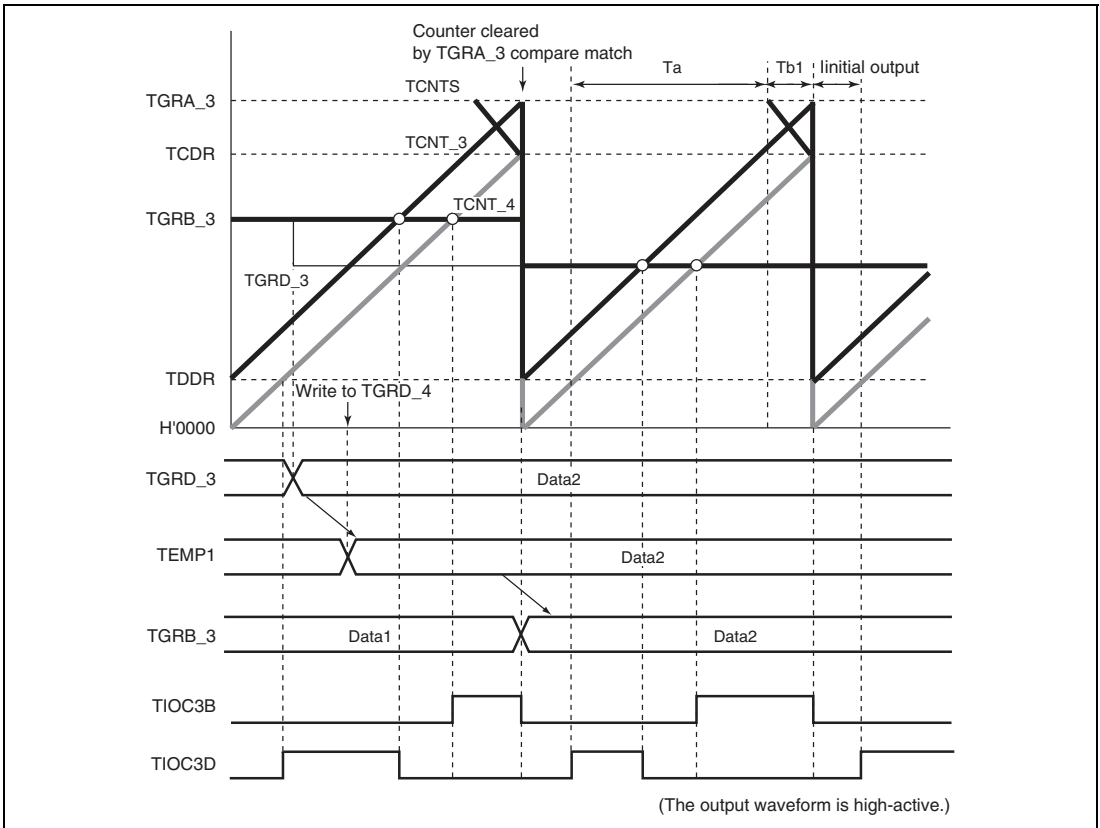 Counter cleared
by TGRA_3 compare match
Ta
Tb1
Iinitial output
TCNTS
TGRA_3
TCNT_3
TCDR
TCNT_4
TGRB_3
TGRD_3
TDDR
Write to TGRD_4
H'0000
TGRD_3
Data2
TEMP1
Data2
TGRB_3
Data1
Data2
TIOC3B
TIOC3D
(The output waveform is high-active.)